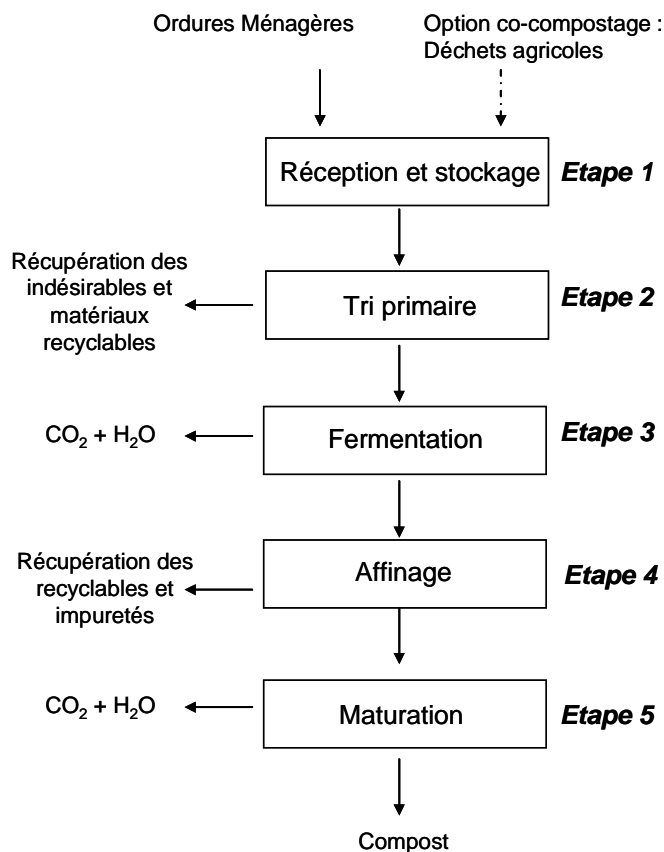 Ordures Ménagères
Option co-compostage :
Déchets agricoles
Réception et stockage
Etape 1
Récupération des
indésirables et
matériaux
recyclables
Tri primaire
Etape 2
CO₂ + H₂O
Fermentation
Etape 3
Récupération des
recyclables et
impuretés
Affinage
Etape 4
CO₂ + H₂O
Maturation
Etape 5
Compost